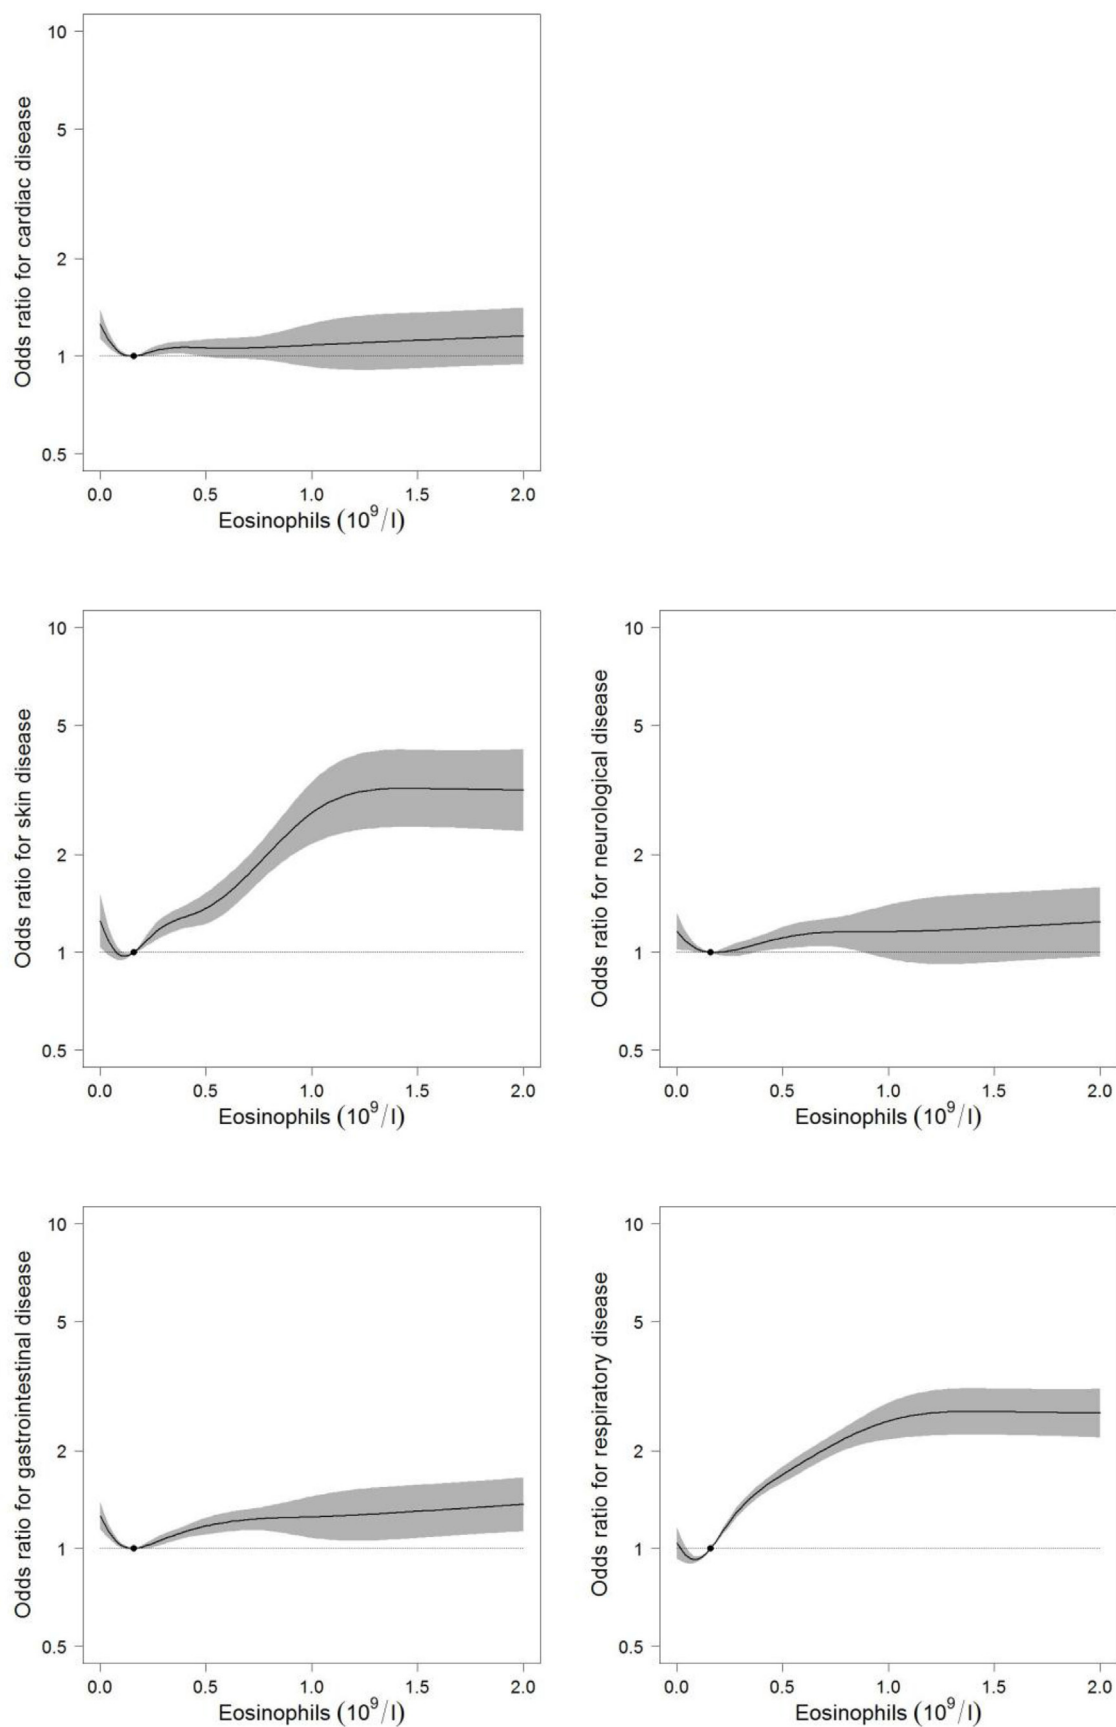 Odds ratio for cardiac disease
10
5
2
1
0.5
0.0 0.5 1.0 1.5 2.0
Eosinophils (10⁹/l)
Odds ratio for skin disease
10
5
2
1
0.5
0.0 0.5 1.0 1.5 2.0
Eosinophils (10⁹/l)
Odds ratio for neurological disease
10
5
2
1
0.5
0.0 0.5 1.0 1.5 2.0
Eosinophils (10⁹/l)
Odds ratio for gastrointestinal disease
10
5
2
1
0.5
0.0 0.5 1.0 1.5 2.0
Eosinophils (10⁹/l)
Odds ratio for respiratory disease
10
5
2
1
0.5
0.0 0.5 1.0 1.5 2.0
Eosinophils (10⁹/l)